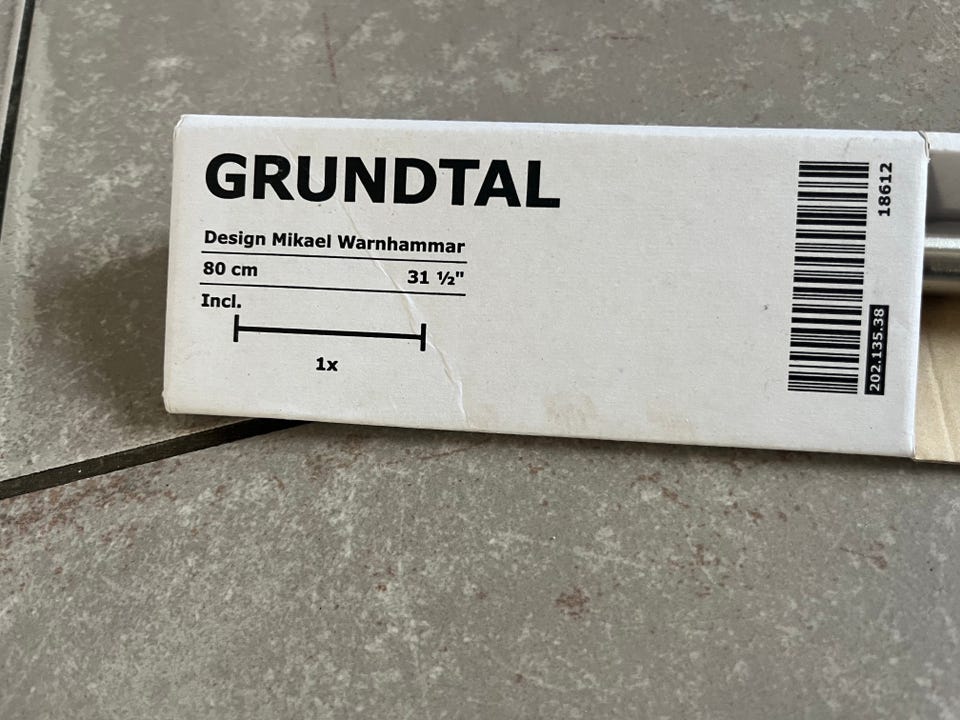 GRUNDTAL
Design Mikael Warnhammar
80 cm 31 ½"
Incl.
1x
18612
202.135.38